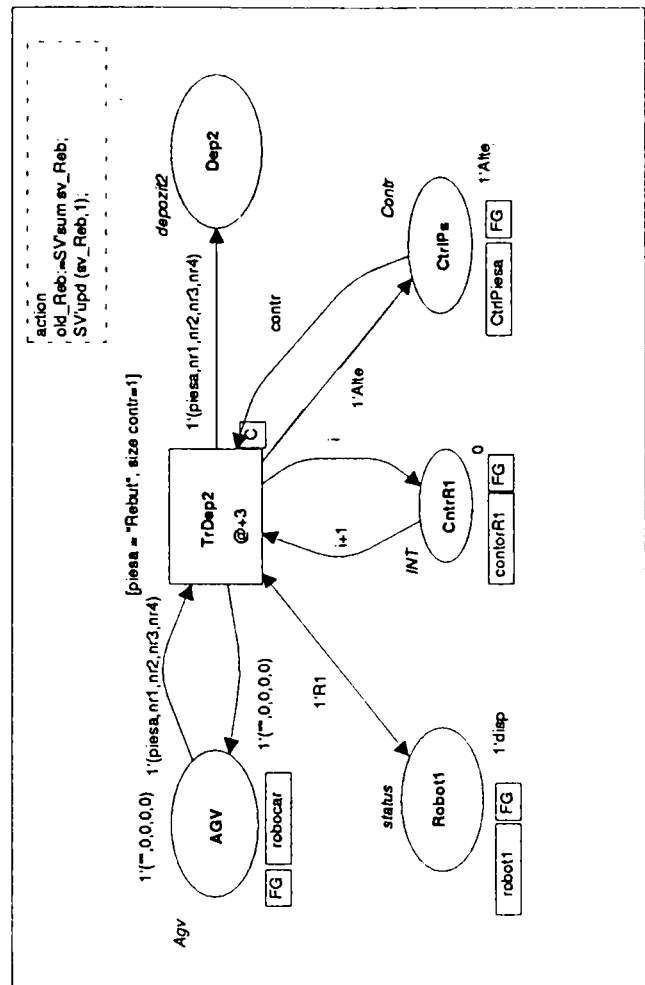 action
old_Reb:=SV'sum sv_Reb;
SV'upd (sv_Reb,1);
depozit2
Dep2
1'(piesa,nr1,nr2,nr3,nr4)
[piesa = "Rebut", size contr=1]
TrDep2
@+3
C
contr
1'Alte
i
i+1
1'R1
1'(piesa,nr1,nr2,nr3,nr4)
1'("",0,0,0,0)
1'("",0,0,0,0)
AGV
Agv
FG
robocar
status
Robot1
1'disp
robot1
FG
INT
CntrR1
0
contorR1
FG
Contr
CtrlPs
1'Alte
CtrlPiesa
FG